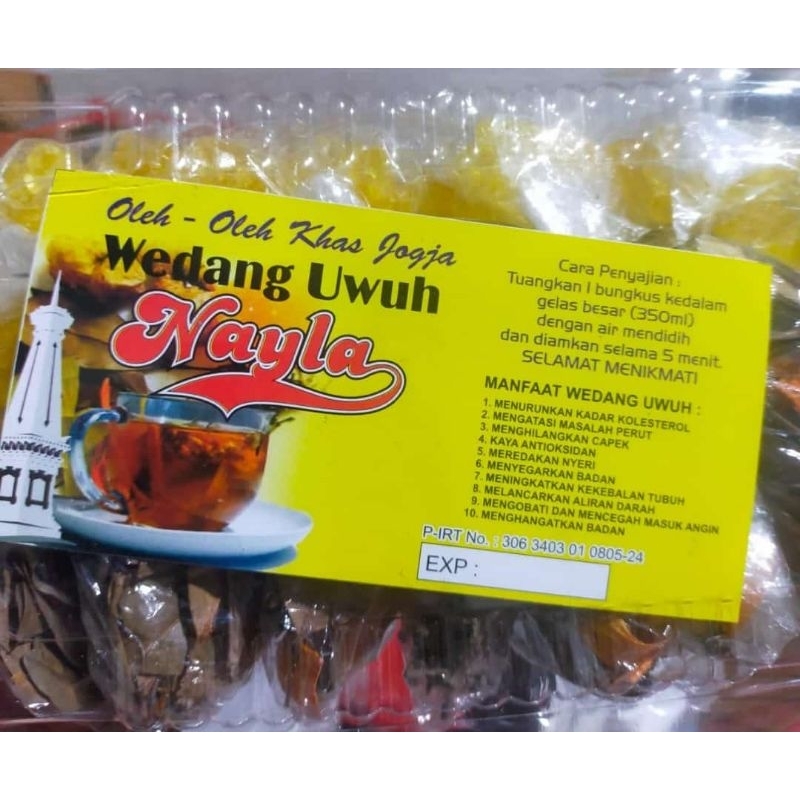 Oleh - Oleh Khas Jogja
Wedang Uwuh
Nayla
Cara Penyajian :
Tuangkan 1 bungkus kedalam
gelas besar (350ml)
dengan air mendidih
dan diamkan selama 5 menit.
SELAMAT MENIKMATI
MANFAAT WEDANG UWUH :
1. MENURUNKAN KADAR KOLESTEROL
2. MENGATASI MASALAH PERUT
3. MENGHILANGKAN CAPEK
4. KAYA ANTIOKSIDAN
5. MEREDAKAN NYERI
6. MENYEGARKAN BADAN
7. MENINGKATKAN KEKEBALAN TUBUH
8. MELANCARKAN ALIRAN DARAH
9. MENGOBATI DAN MENCEGAH MASUK ANGIN
10. MENGHANGATKAN BADAN
P-IRT No. : 306 3403 01 0805-24
EXP :